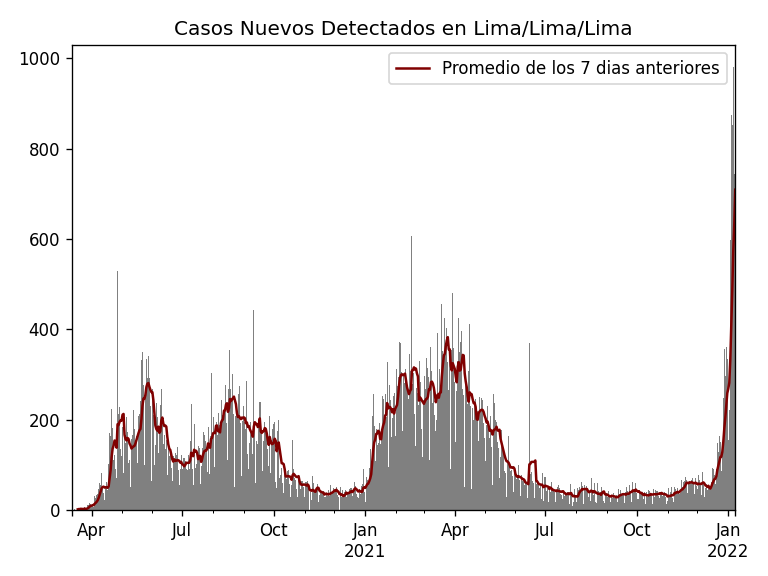 Casos Nuevos Detectados en Lima/Lima/Lima
Promedio de los 7 dias anteriores
1000
800
600
400
200
0
Apr Jul Oct Jan Apr Jul Oct Jan
2021 2022